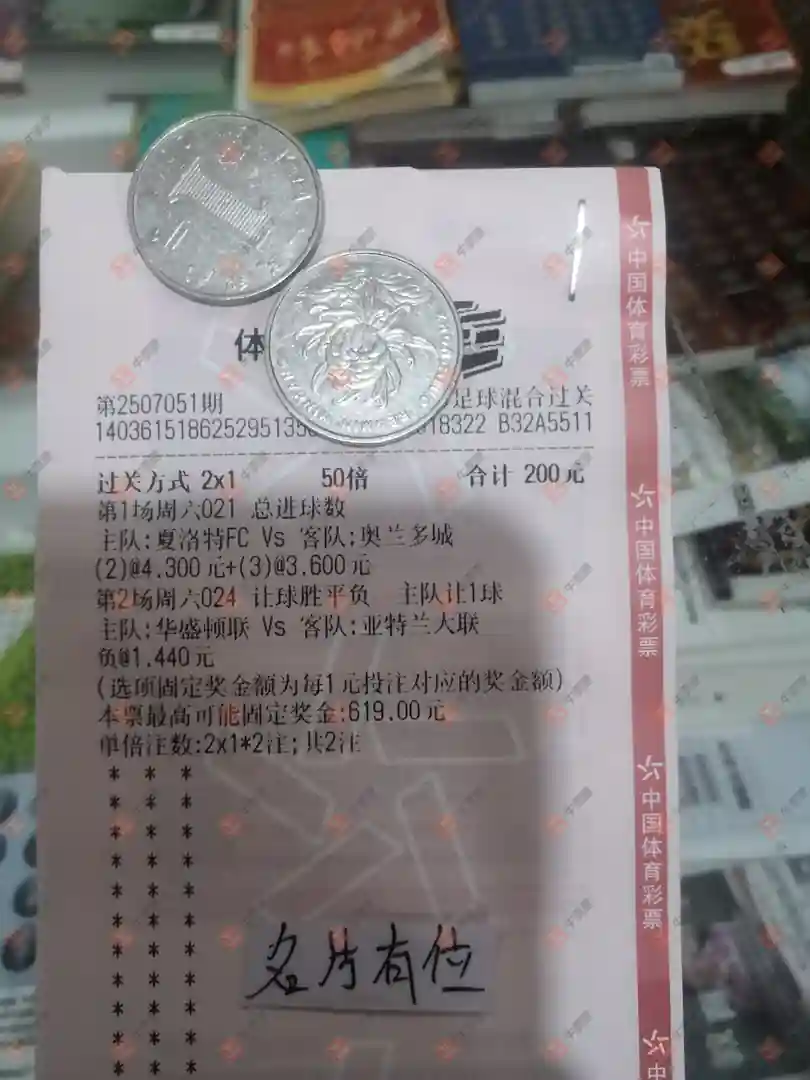 体
第2507051期 足球混合过关
14036151862529513 18322 B32A5511
过关方式 2x1 50倍 合计 200元
第1场周六021 总进球数
主队:夏洛特FC Vs 客队:奥兰多城
(2)@4.300元+(3)@3.600元
第2场周六024 让球胜平负 主队让1球
主队:华盛顿联 Vs 客队:亚特兰大联
负@1.440元
(选项固定奖金额为每1元投注对应的奖金额)
本票最高可能固定奖金:619.00元
单倍注数:2x1*2注;共2注
* * *
* * *
* * *
* * *
* * *
* * *
* * *
* * *
* * *
* * *
* * *
名片有位
中国体育彩票
中国体育彩票
中国体育彩票
中